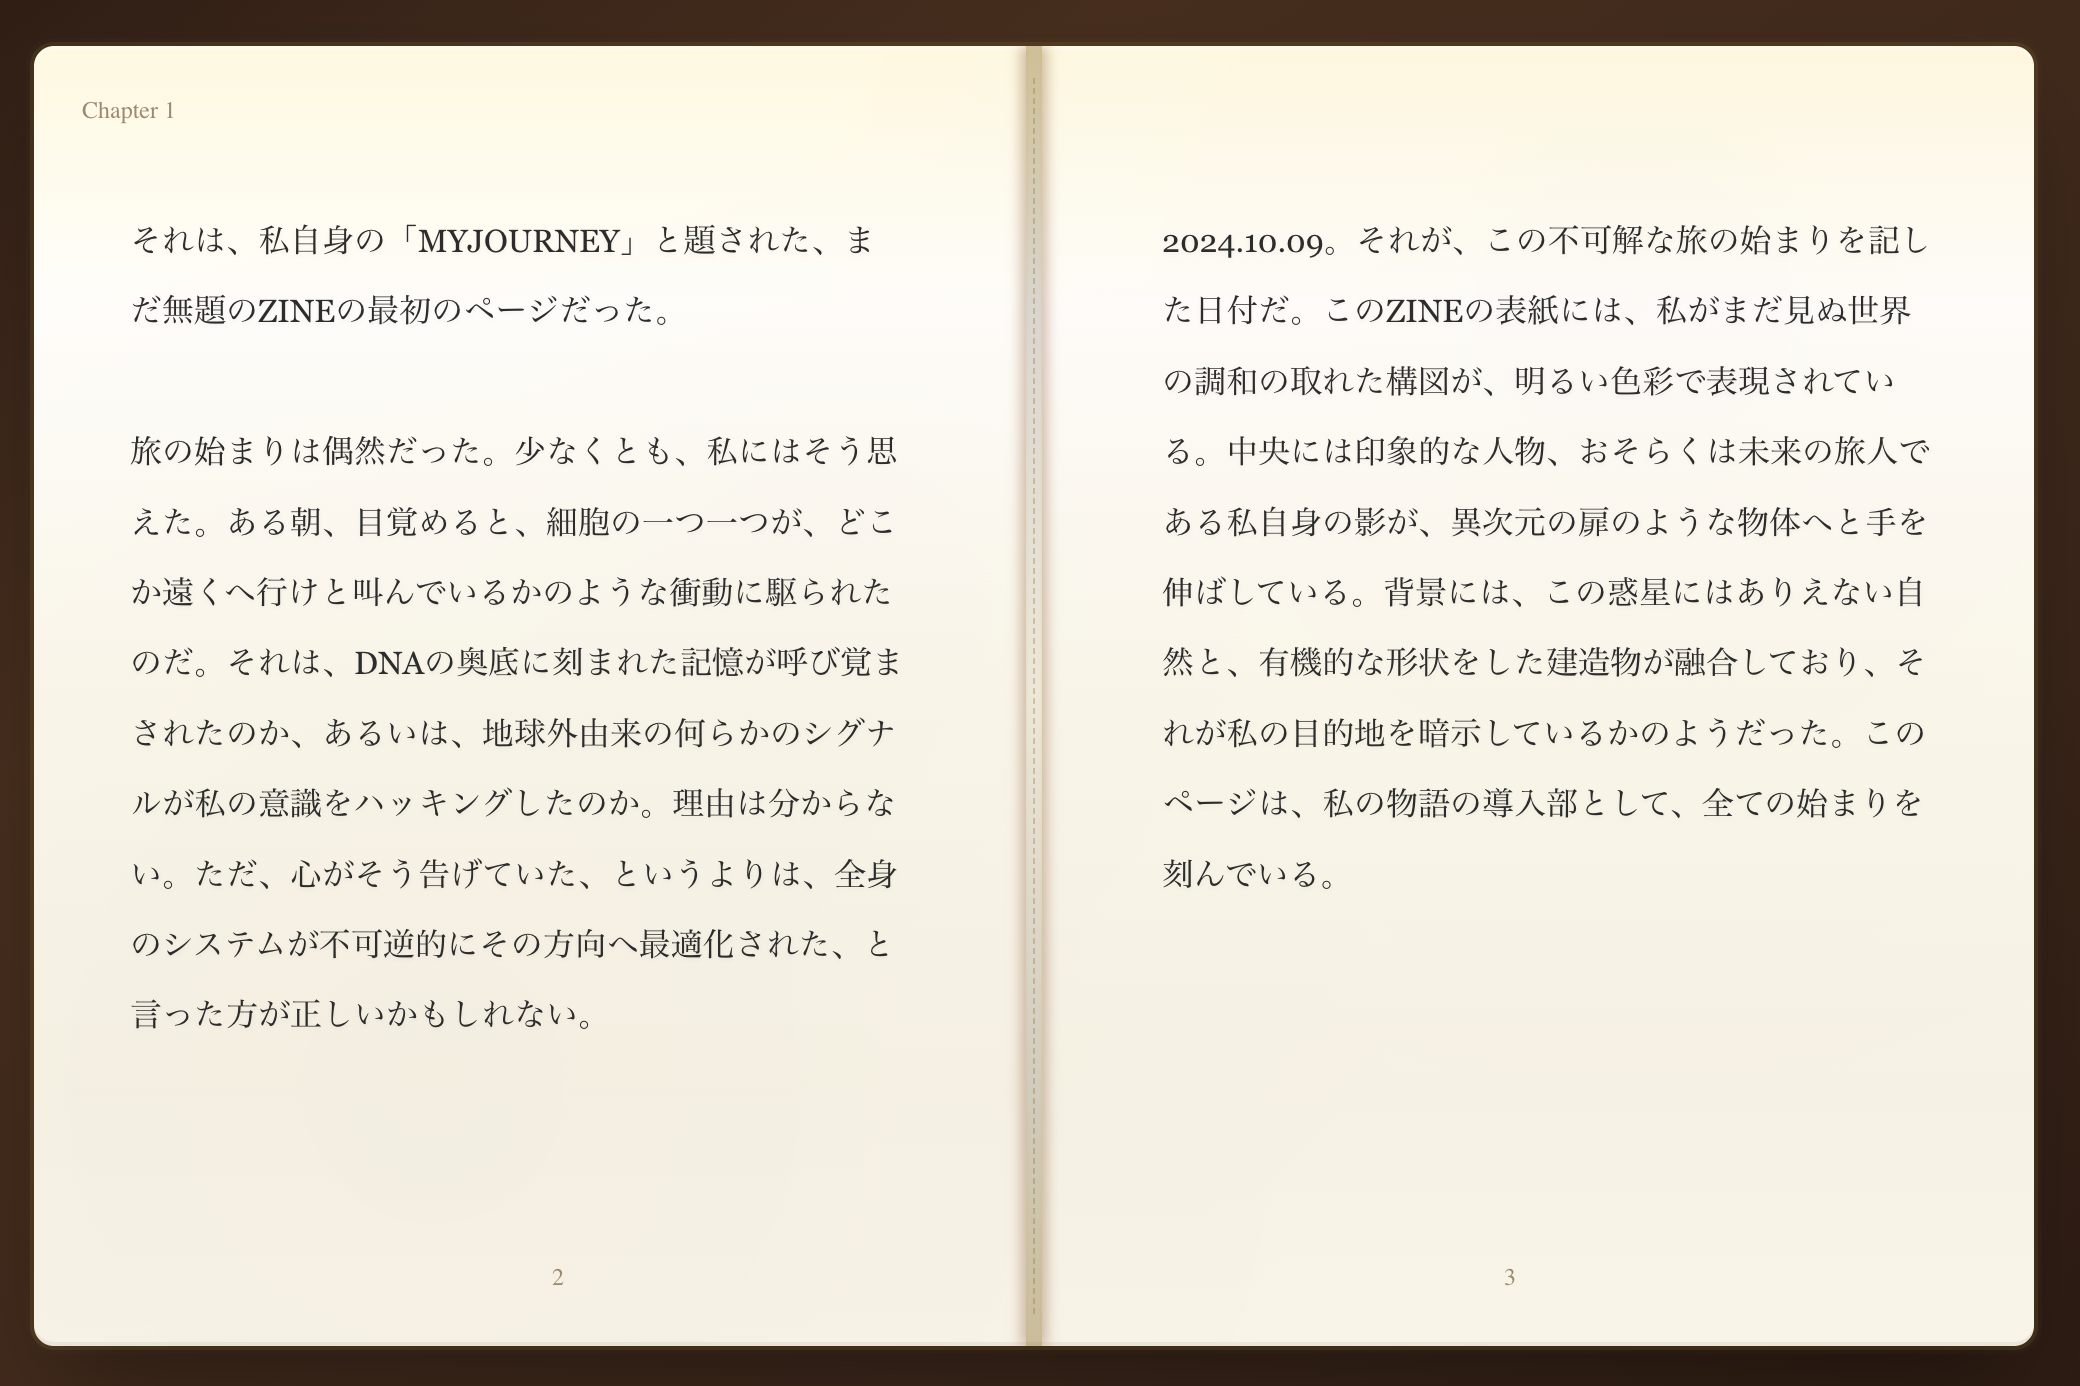 Chapter 1
それは、私自身の「MYJOURNEY」と題された、ま
だ無題のZINEの最初のページだった。
旅の始まりは偶然だった。少なくとも、私にはそう思
えた。ある朝、目覚めると、細胞の一つ一つが、どこ
か遠くへ行けと叫んでいるかのような衝動に駆られた
のだ。それは、DNAの奥底に刻まれた記憶が呼び覚ま
されたのか、あるいは、地球外由来の何らかのシグナ
ルが私の意識をハッキングしたのか。理由は分からな
い。ただ、心がそう告げていた、というよりは、全身
のシステムが不可逆的にその方向へ最適化された、と
言った方が正しいかもしれない。
2
2024.10.09。それが、この不可解な旅の始まりを記し
た日付だ。このZINEの表紙には、私がまだ見ぬ世界
の調和の取れた構図が、明るい色彩で表現されてい
る。中央には印象的な人物、おそらくは未来の旅人で
ある私自身の影が、異次元の扉のような物体へと手を
伸ばしている。背景には、この惑星にはありえない自
然と、有機的な形状をした建造物が融合しており、そ
れが私の目的地を暗示しているかのようだった。この
ページは、私の物語の導入部として、全ての始まりを
刻んでいる。
3